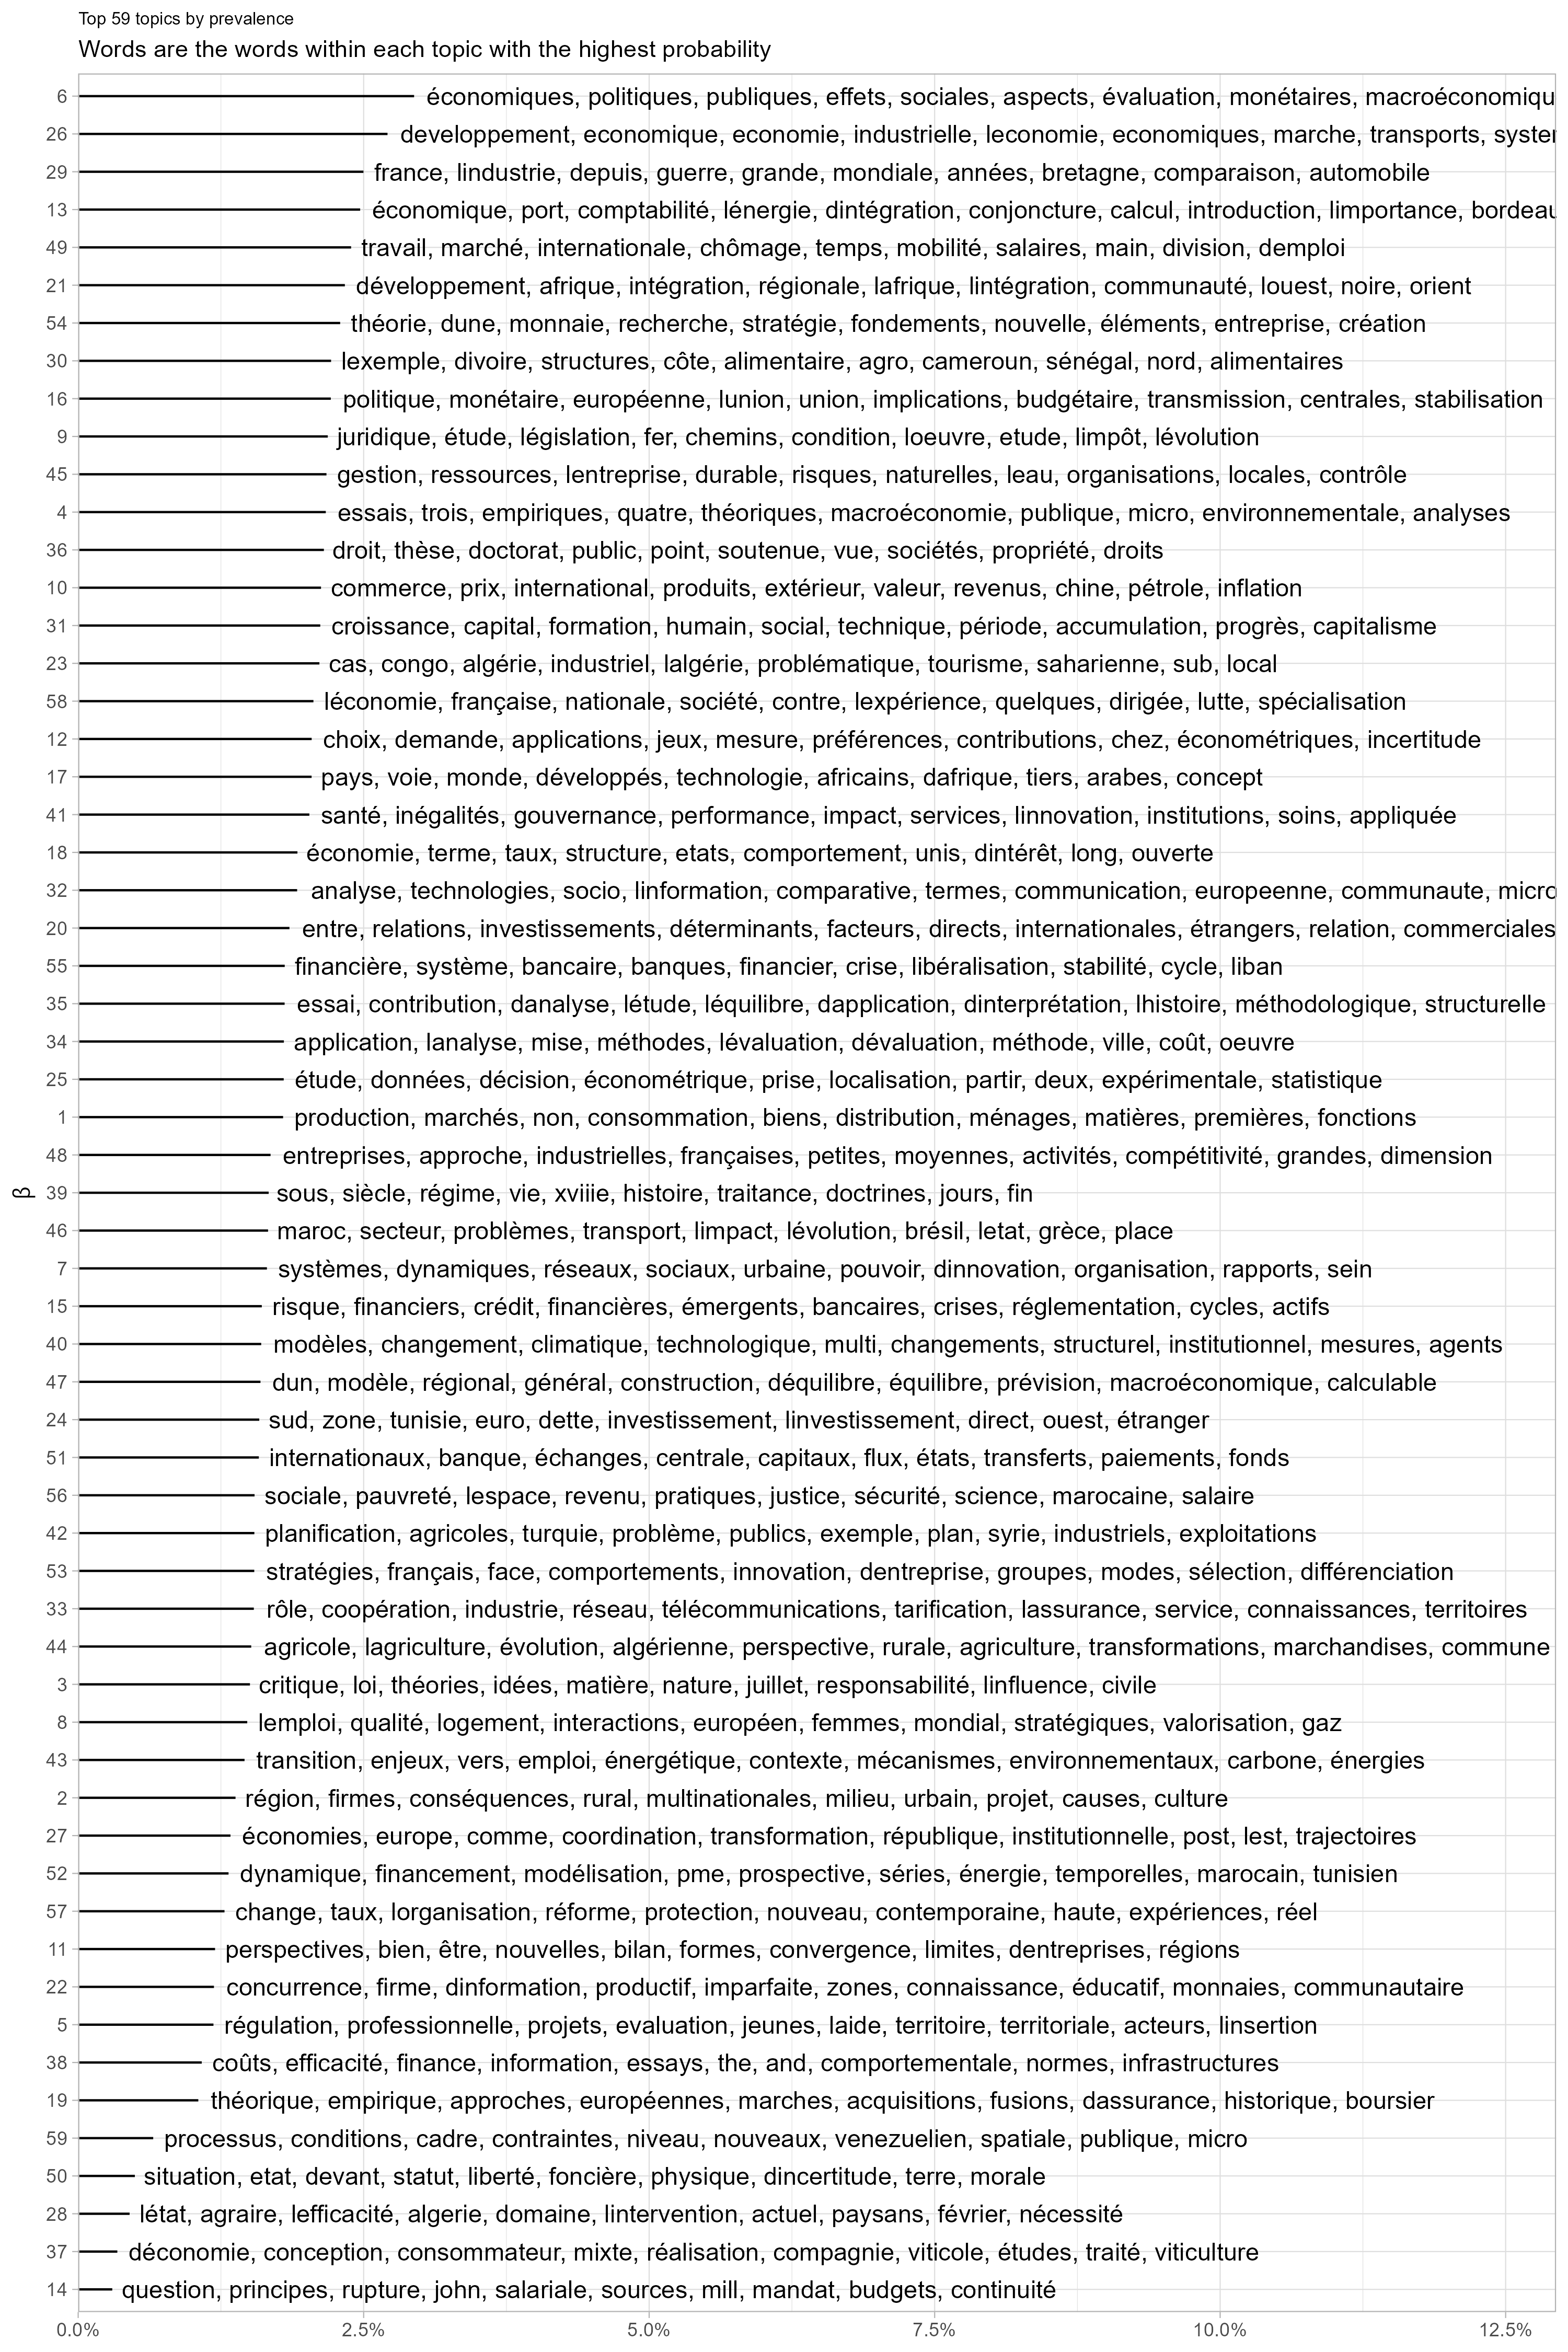 Top 59 topics by prevalence
Words are the words within each topic with the highest probability
6 économiques, politiques, publiques, effets, sociales, aspects, évaluation, monétaires, macroéconomiqu
26 developpement, economique, economie, industrielle, leconomie, economiques, marche, transports, syster
29 france, lindustrie, depuis, guerre, grande, mondiale, années, bretagne, comparaison, automobile
13 économique, port, comptabilité, lénergie, dintégration, conjoncture, calcul, introduction, limportance, bordeau
49 travail, marché, internationale, chômage, temps, mobilité, salaires, main, division, demploi
21 développement, afrique, intégration, régionale, lafrique, lintégration, communauté, louest, noire, orient
54 théorie, dune, monnaie, recherche, stratégie, fondements, nouvelle, éléments, entreprise, création
30 lexemple, divoire, structures, côte, alimentaire, agro, cameroun, sénégal, nord, alimentaires
16 politique, monétaire, européenne, lunion, union, implications, budgétaire, transmission, centrales, stabilisation
9 juridique, étude, législation, fer, chemins, condition, loeuvre, etude, limpôt, lévolution
45 gestion, ressources, lentreprise, durable, risques, naturelles, leau, organisations, locales, contrôle
4 essais, trois, empiriques, quatre, théoriques, macroéconomie, publique, micro, environnementale, analyses
36 droit, thèse, doctorat, public, point, soutenue, vue, sociétés, propriété, droits
10 commerce, prix, international, produits, extérieur, valeur, revenus, chine, pétrole, inflation
31 croissance, capital, formation, humain, social, technique, période, accumulation, progrès, capitalisme
23 cas, congo, algérie, industriel, lalgérie, problématique, tourisme, saharienne, sub, local
58 léconomie, française, nationale, société, contre, lexpérience, quelques, dirigée, lutte, spécialisation
12 choix, demande, applications, jeux, mesure, préférences, contributions, chez, économétriques, incertitude
17 pays, voie, monde, développés, technologie, africains, dafrique, tiers, arabes, concept
41 santé, inégalités, gouvernance, performance, impact, services, linnovation, institutions, soins, appliquée
18 économie, terme, taux, structure, etats, comportement, unis, dintérêt, long, ouverte
32 analyse, technologies, socio, linformation, comparative, termes, communication, europeenne, communaute, micro
20 entre, relations, investissements, déterminants, facteurs, directs, internationales, étrangers, relation, commerciales
55 financière, système, bancaire, banques, financier, crise, libéralisation, stabilité, cycle, liban
35 essai, contribution, danalyse, létude, léquilibre, dapplication, dinterprétation, lhistoire, méthodologique, structurelle
34 application, lanalyse, mise, méthodes, lévaluation, dévaluation, méthode, ville, coût, oeuvre
25 étude, données, décision, économétrique, prise, localisation, partir, deux, expérimentale, statistique
1 production, marchés, non, consommation, biens, distribution, ménages, matières, premières, fonctions
48 entreprises, approche, industrielles, françaises, petites, moyennes, activités, compétitivité, grandes, dimension
39 sous, siècle, régime, vie, xviiie, histoire, traitance, doctrines, jours, fin
β
46 maroc, secteur, problèmes, transport, limpact, lévolution, brésil, letat, grèce, place
7 systèmes, dynamiques, réseaux, sociaux, urbaine, pouvoir, dinnovation, organisation, rapports, sein
15 risque, financiers, crédit, financières, émergents, bancaires, crises, réglementation, cycles, actifs
40 modèles, changement, climatique, technologique, multi, changements, structurel, institutionnel, mesures, agents
47 dun, modèle, régional, général, construction, déquilibre, équilibre, prévision, macroéconomique, calculable
24 sud, zone, tunisie, euro, dette, investissement, linvestissement, direct, ouest, étranger
51 internationaux, banque, échanges, centrale, capitaux, flux, états, transferts, paiements, fonds
56 sociale, pauvreté, lespace, revenu, pratiques, justice, sécurité, science, marocaine, salaire
42 planification, agricoles, turquie, problème, publics, exemple, plan, syrie, industriels, exploitations
53 stratégies, français, face, comportements, innovation, dentreprise, groupes, modes, sélection, différenciation
33 rôle, coopération, industrie, réseau, télécommunications, tarification, lassurance, service, connaissances, territoires
44 agricole, lagriculture, évolution, algérienne, perspective, rurale, agriculture, transformations, marchandises, commune
3 critique, loi, théories, idées, matière, nature, juillet, responsabilité, linfluence, civile
8 lemploi, qualité, logement, interactions, européen, femmes, mondial, stratégiques, valorisation, gaz
43 transition, enjeux, vers, emploi, énergétique, contexte, mécanismes, environnementaux, carbone, énergies
2 région, firmes, conséquences, rural, multinationales, milieu, urbain, projet, causes, culture
27 économies, europe, comme, coordination, transformation, république, institutionnelle, post, lest, trajectoires
52 dynamique, financement, modélisation, pme, prospective, séries, énergie, temporelles, marocain, tunisien
57 change, taux, lorganisation, réforme, protection, nouveau, contemporaine, haute, expériences, réel
11 perspectives, bien, être, nouvelles, bilan, formes, convergence, limites, dentreprises, régions
22 concurrence, firme, dinformation, productif, imparfaite, zones, connaissance, éducatif, monnaies, communautaire
5 régulation, professionnelle, projets, evaluation, jeunes, laide, territoire, territoriale, acteurs, linsertion
38 coûts, efficacité, finance, information, essays, the, and, comportementale, normes, infrastructures
19 théorique, empirique, approches, européennes, marches, acquisitions, fusions, dassurance, historique, boursier
59 processus, conditions, cadre, contraintes, niveau, nouveaux, venezuelien, spatiale, publique, micro
50 situation, etat, devant, statut, liberté, foncière, physique, dincertitude, terre, morale
28 létat, agraire, lefficacité, algerie, domaine, lintervention, actuel, paysans, février, nécessité
37 déconomie, conception, consommateur, mixte, réalisation, compagnie, viticole, études, traité, viticulture
14 question, principes, rupture, john, salariale, sources, mill, mandat, budgets, continuité
0.0% 2.5% 5.0% 7.5% 10.0% 12.5%